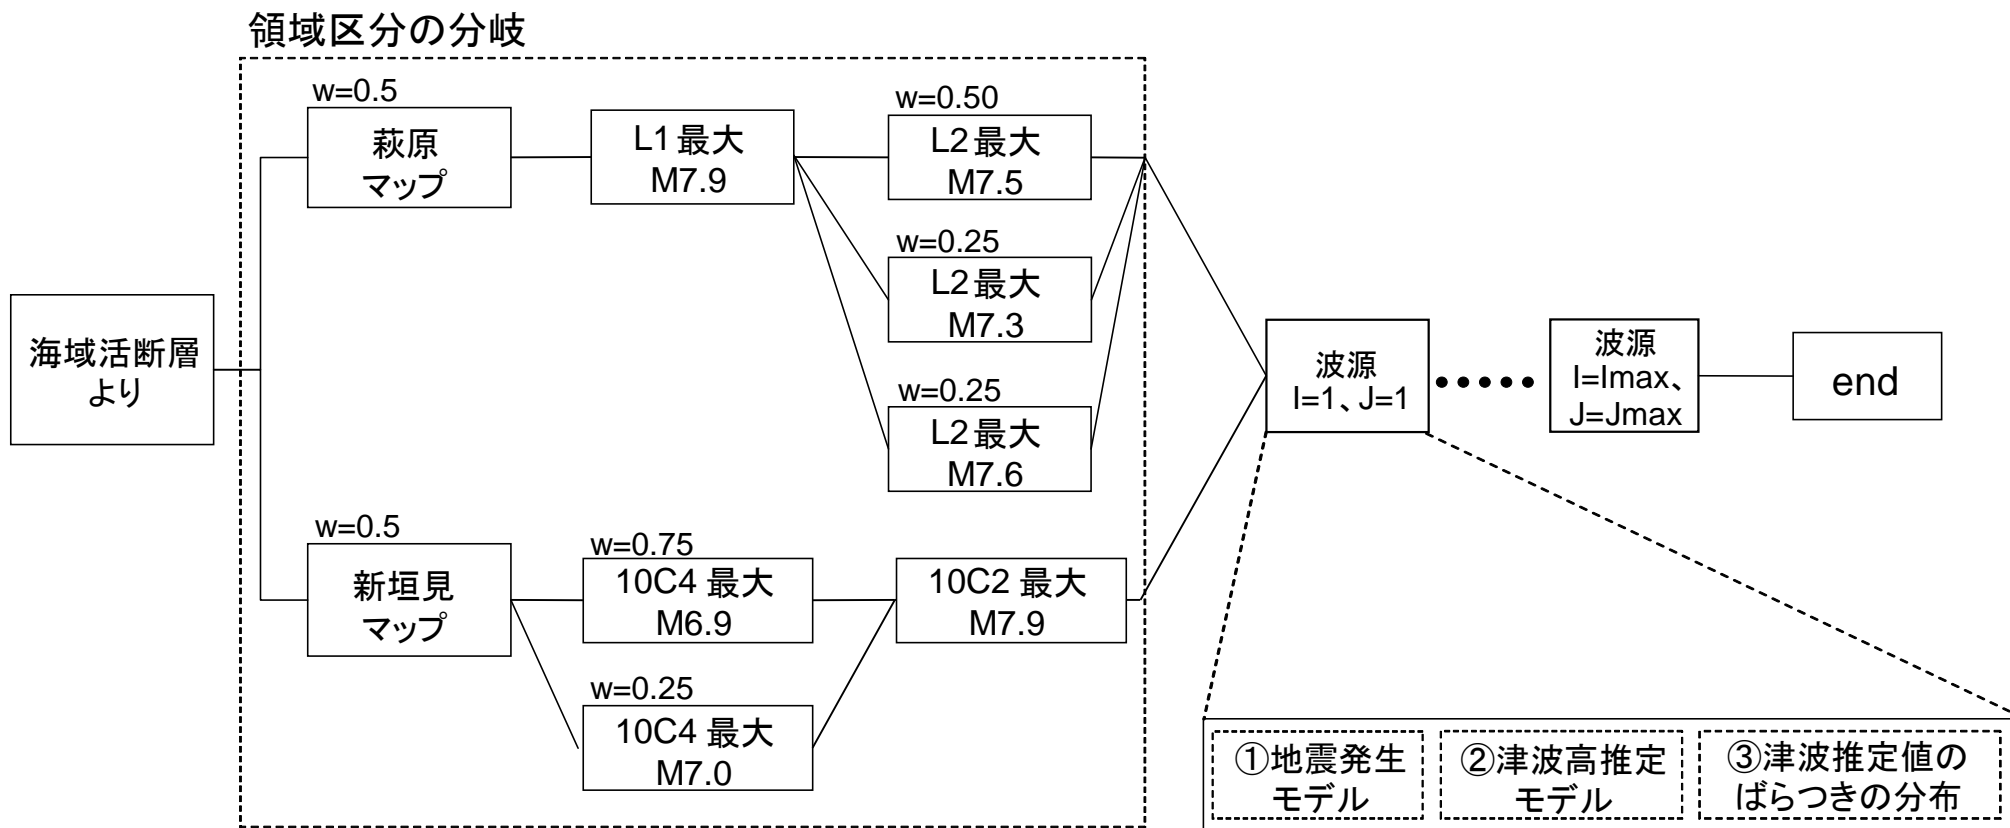 領域区分の分岐
w=0.5
萩原
マップ
L1 最大
M7.9
w=0.50
L2 最大
M7.5
w=0.25
L2 最大
M7.3
w=0.25
L2 最大
M7.6
海域活断層
より
w=0.5
新垣見
マップ
w=0.75
10C4 最大
M6.9
w=0.25
10C4 最大
M7.0
10C2 最大
M7.9
波源
I=1、J=1
波源
I=Imax、
J=Jmax
end
①地震発生
モデル
②津波高推定
モデル
③津波推定値の
ばらつきの分布